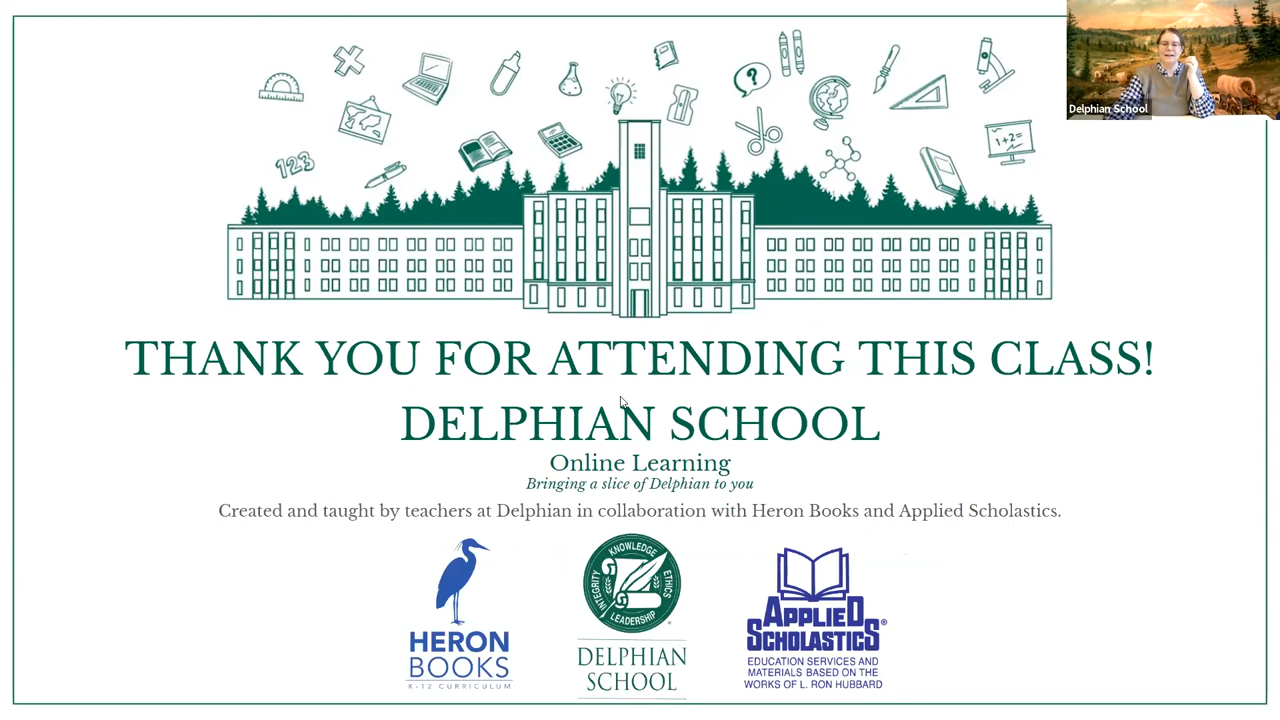 Delphian School
?
1+2=
123
THANK YOU FOR ATTENDING THIS CLASS!
DELPHIAN SCHOOL
Online Learning
Bringing a slice of Delphian to you
Created and taught by teachers at Delphian in collaboration with Heron Books and Applied Scholastics.
HERON
BOOKS
K-12 CURRICULUM
KNOWLEDGE
INTEGRITY
ETHICS
LEADERSHIP
DELPHIAN
SCHOOL
APPLIED
SCHOLASTICS®
EDUCATION SERVICES AND
MATERIALS BASED ON THE
WORKS OF L. RON HUBBARD